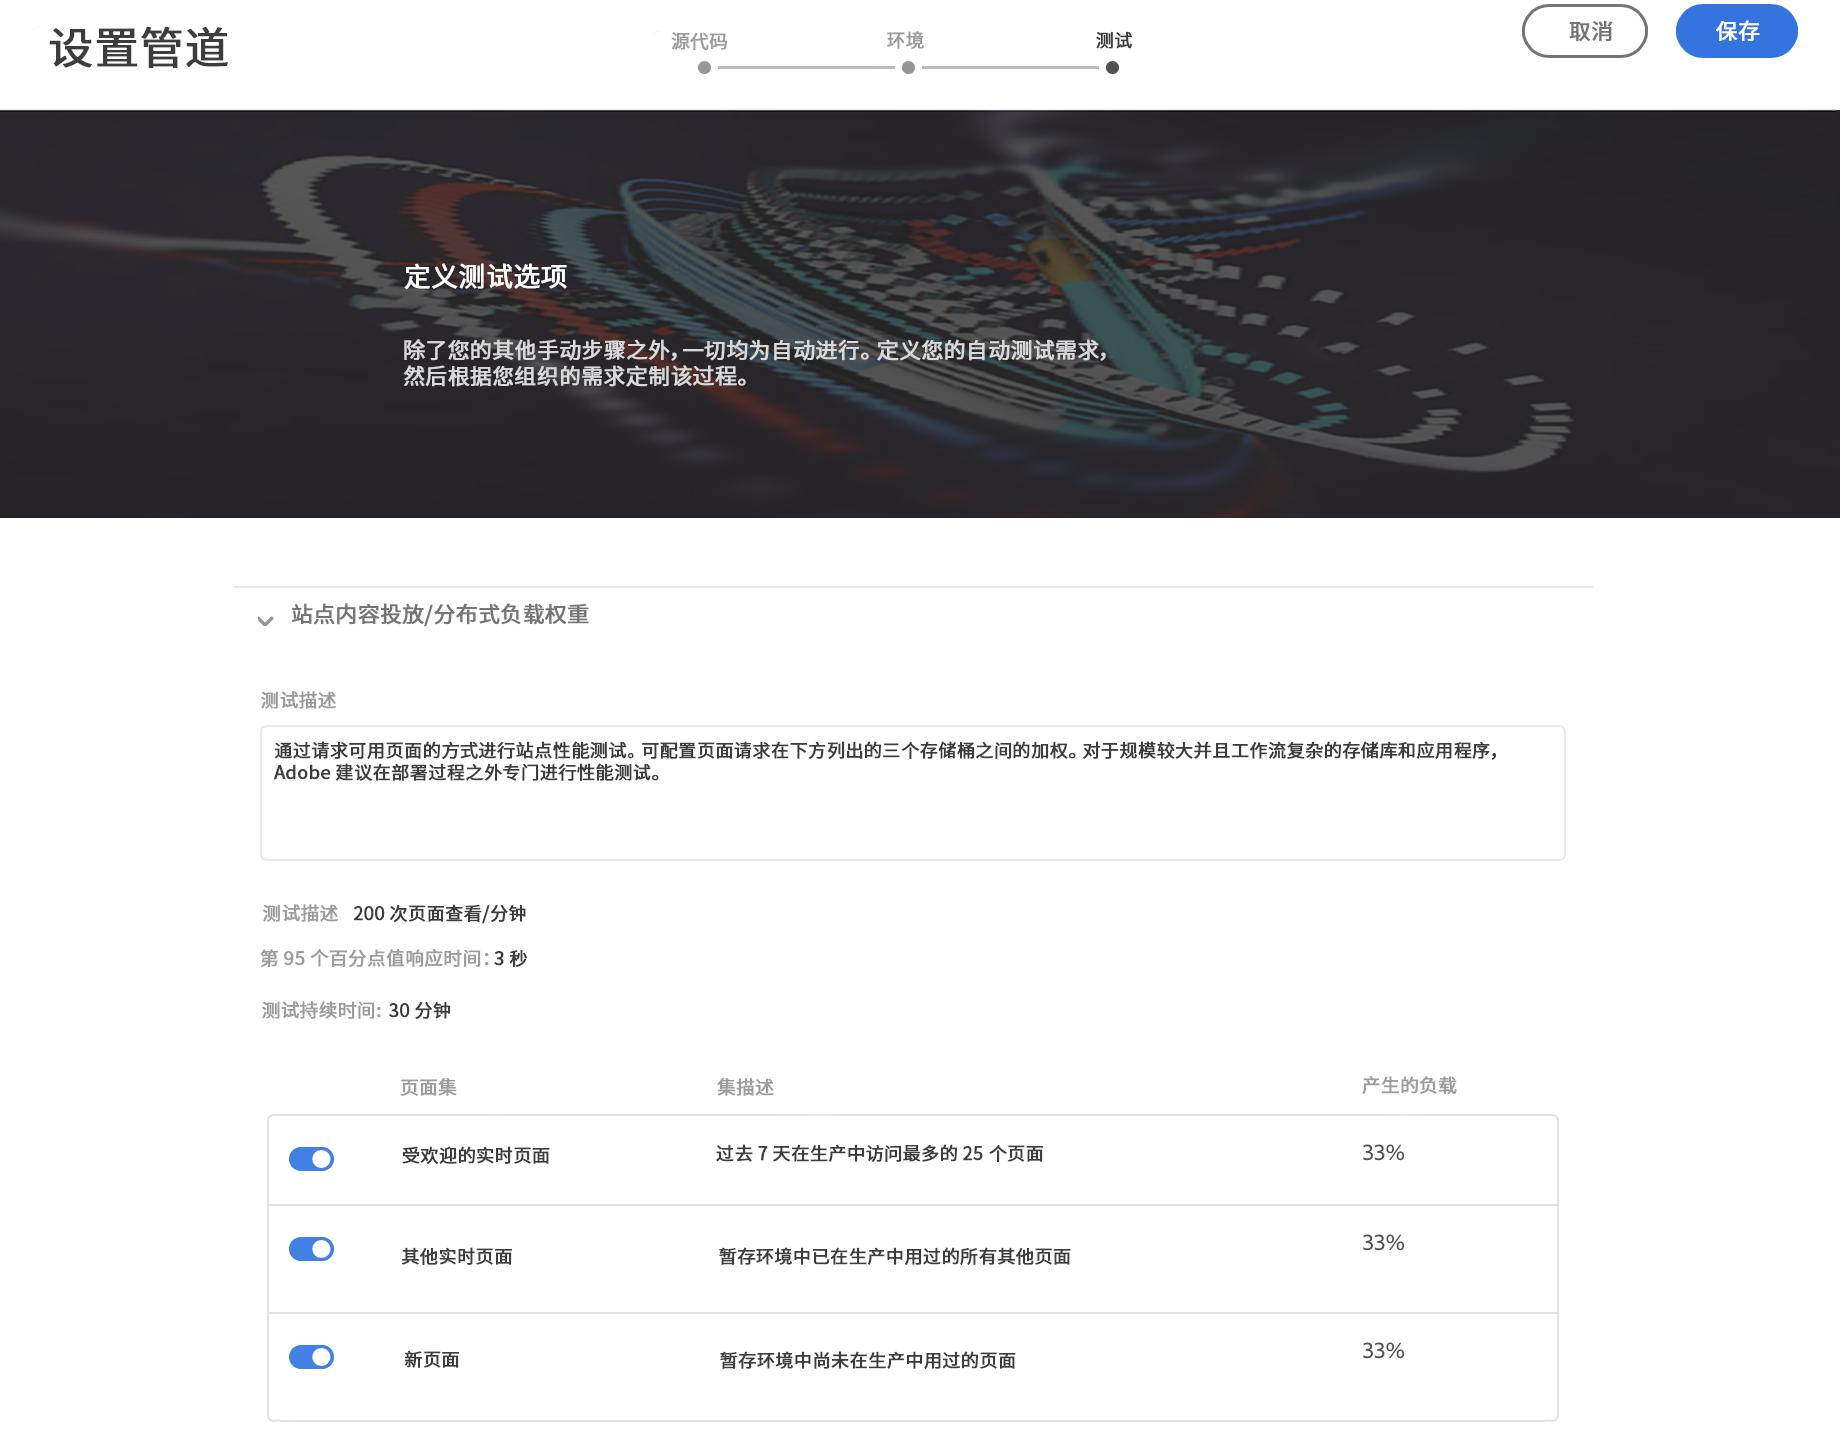 设置管道
源代码
环境
测试
取消
保存
定义测试选项
除了您的其他手动步骤之外，一切均为自动进行。定义您的自动测试需求，
然后根据您组织的需求定制该过程。
站点内容投放/分布式负载权重
测试描述
通过请求可用页面的方式进行站点性能测试。可配置页面请求在下方列出的三个存储桶之间的加权。对于规模较大并且工作流复杂的存储库和应用程序，
Adobe 建议在部署过程之外专门进行性能测试。
测试描述 200 次页面查看/分钟
第 95 个百分点值响应时间：3 秒
测试持续时间: 30 分钟
页面集 集描述 产生的负载
受欢迎的实时页面 过去 7 天在生产中访问最多的 25 个页面 33%
其他实时页面 暂存环境中已在生产中用过的所有其他页面 33%
新页面 暂存环境中尚未在生产中用过的页面 33%